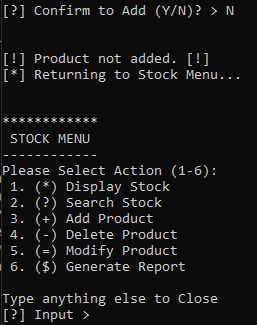 [?] Confirm to Add (Y/N)? > N
[!] Product not added. [!]
[*] Returning to Stock Menu...
************
STOCK MENU
------------
Please Select Action (1-6):
1. (*) Display Stock
2. (?) Search Stock
3. (+) Add Product
4. (-) Delete Product
5. (=) Modify Product
6. ($) Generate Report
Type anything else to Close
[?] Input >